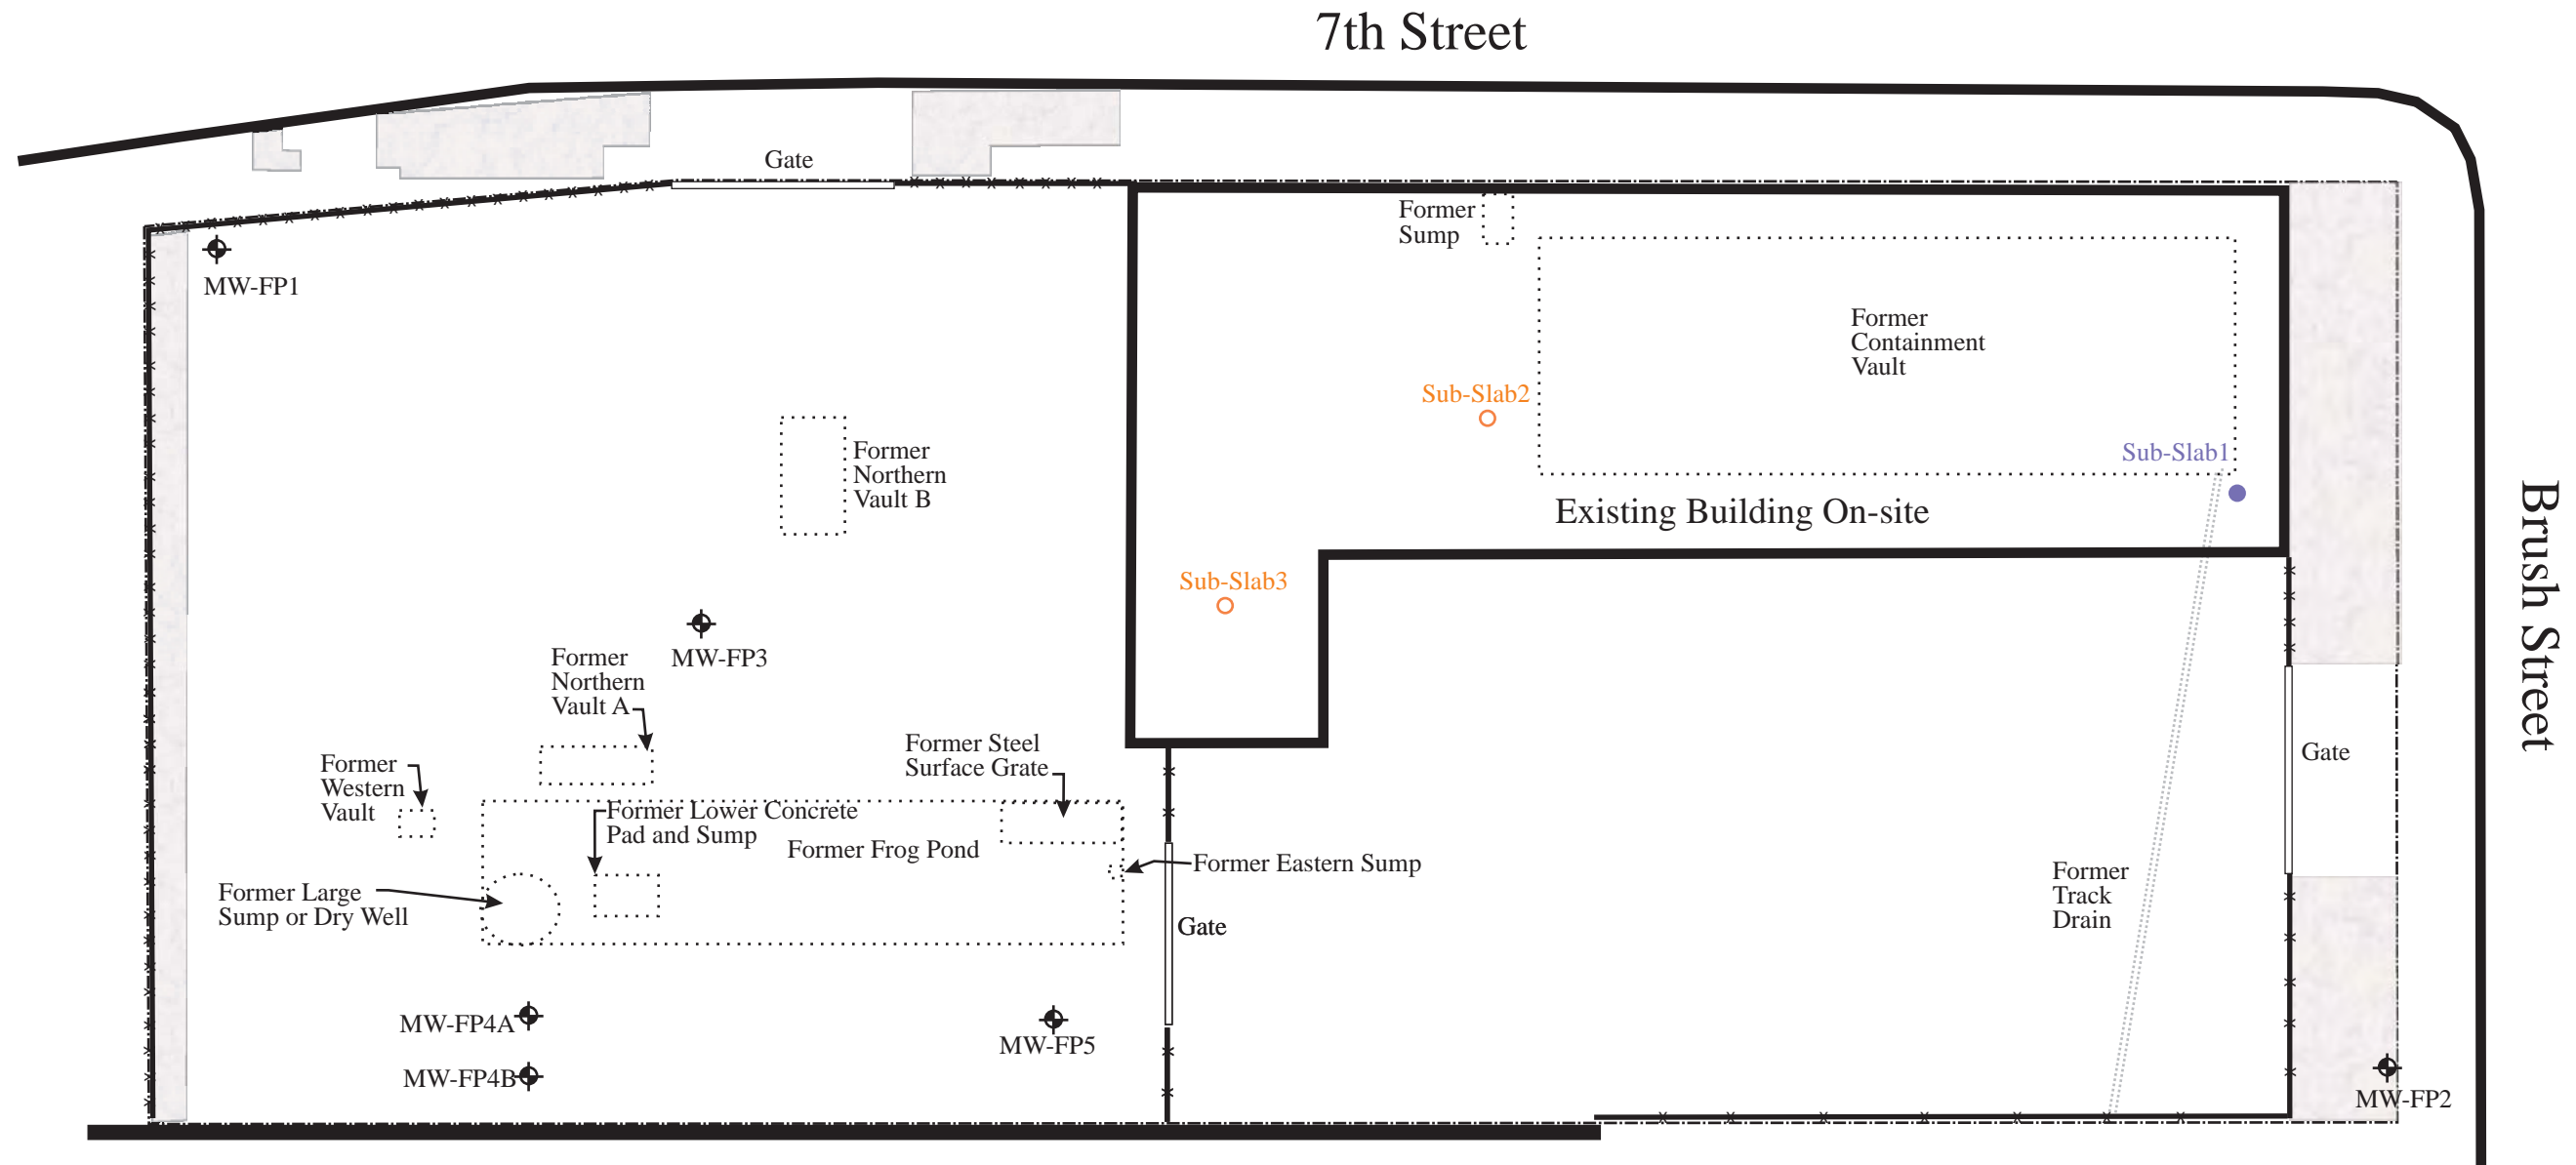 7th Street
Gate
Former
Sump
MW-FP1
Former
Containment
Vault
Sub-Slab2
Former
Northern
Vault B
Sub-Slab1
Existing Building On-site
Brush Street
Sub-Slab3
MW-FP3
Former
Northern
Vault A
Former Steel
Surface Grate
Gate
Former
Western
Vault
Former Lower Concrete
Pad and Sump
Former Frog Pond
Former Eastern Sump
Former
Track
Drain
Former Large
Sump or Dry Well
Gate
MW-FP4A
MW-FP5
MW-FP4B
MW-FP2